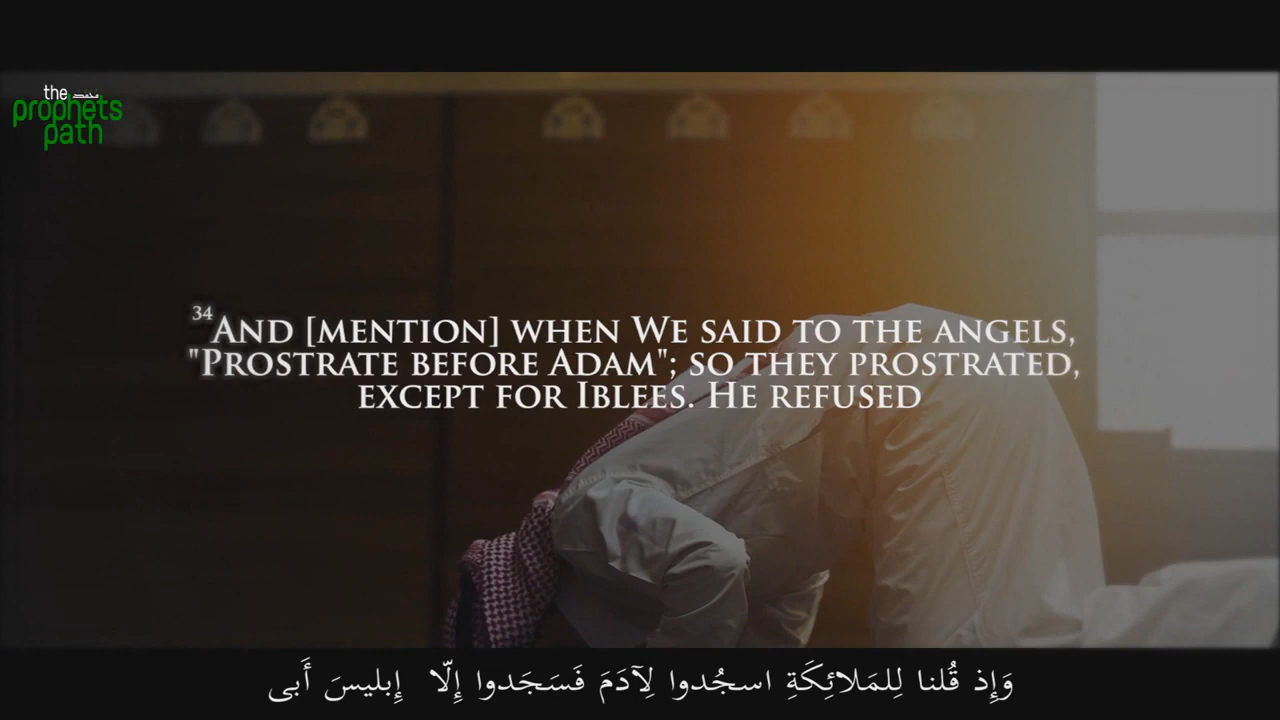 the
prophets
path
34 And [mention] when We said to the angels,
"Prostrate before Adam"; so they prostrated,
except for Iblees. He refused
وَإِذ قُلنا لِلمَلائِكَةِ اسجُدوا لِآدَمَ فَسَجَدوا إِلّا إِبليسَ أَبى